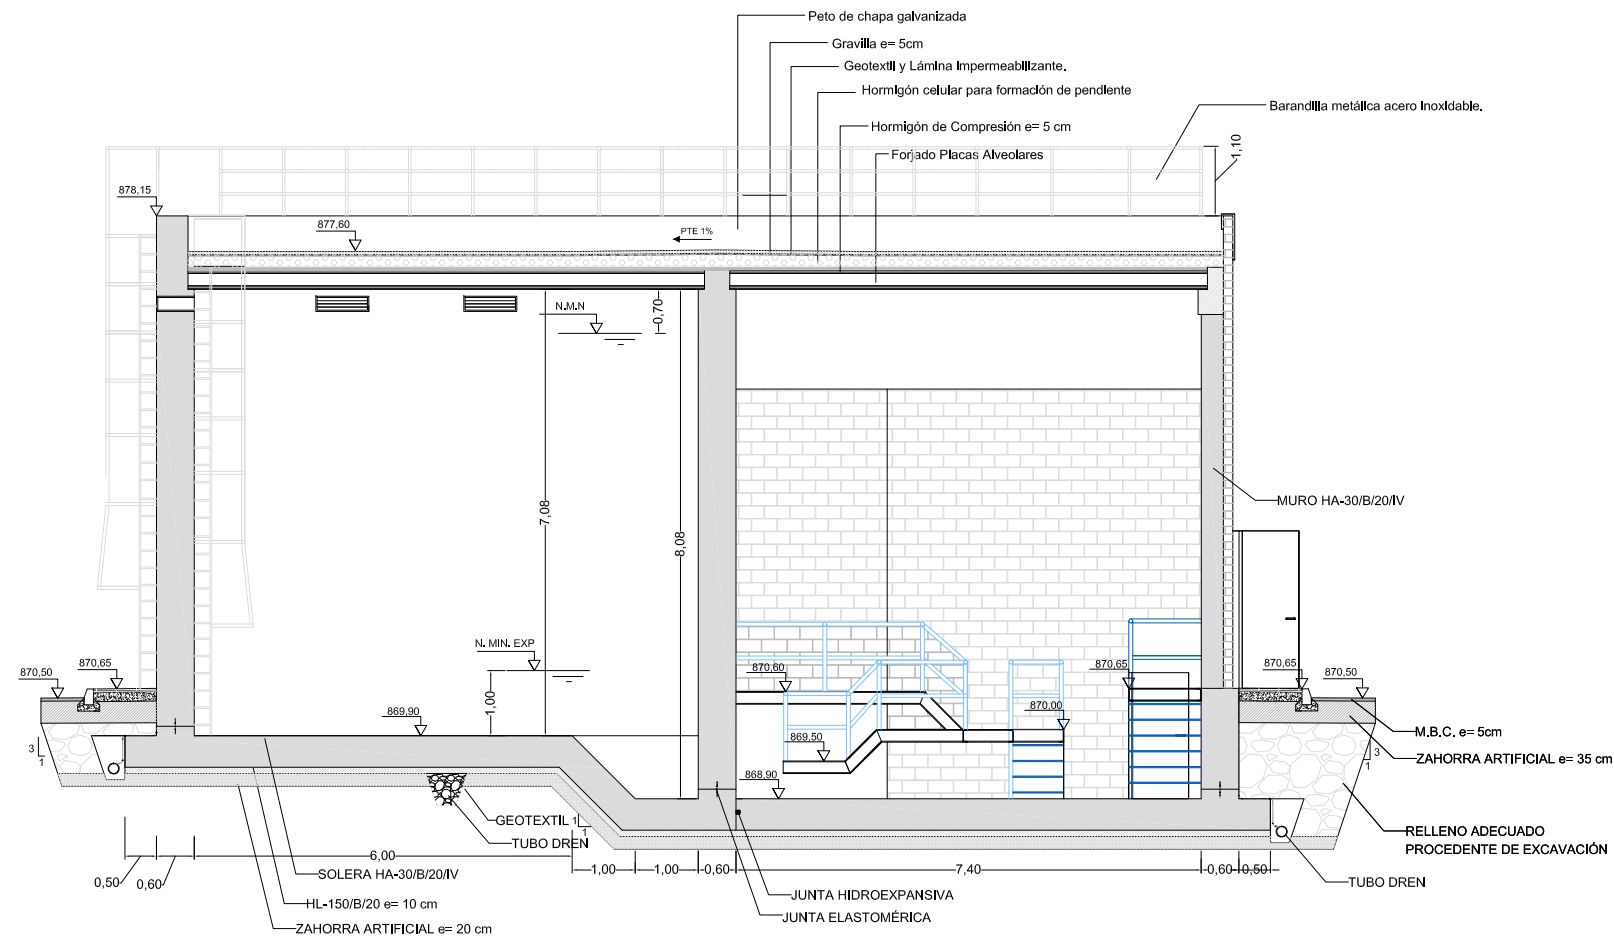 Peto de chapa galvanizada
Gravilla e= 5cm
Geotextil y Lámina Impermeabilizante.
Hormigón celular para formación de pendiente
Barandilla metálica acero Inoxidable.
Hormigón de Compresión e= 5 cm
Forjado Placas Alveolares
1,10
878,15
877,60
PTE 1%
N.M.N
0,70
7,08
8,08
MURO HA-30/B/20/IV
N. MIN. EXP
1,00
870,50
870,65
869,90
870,60
870,65
870,00
869,50
868,90
870,65
870,50
M.B.C. e= 5cm
ZAHORRA ARTIFICIAL e= 35 cm
3
1
3
1
GEOTEXTIL
1
1
TUBO DREN
RELLENO ADECUADO
PROCEDENTE DE EXCAVACIÓN
0,50
0,60
6,00
1,00
1,00
0,60
7,40
0,60
0,50
SOLERA HA-30/B/20/IV
TUBO DREN
JUNTA HIDROEXPANSIVA
HL-150/B/20 e= 10 cm
JUNTA ELASTOMÉRICA
ZAHORRA ARTIFICIAL e= 20 cm